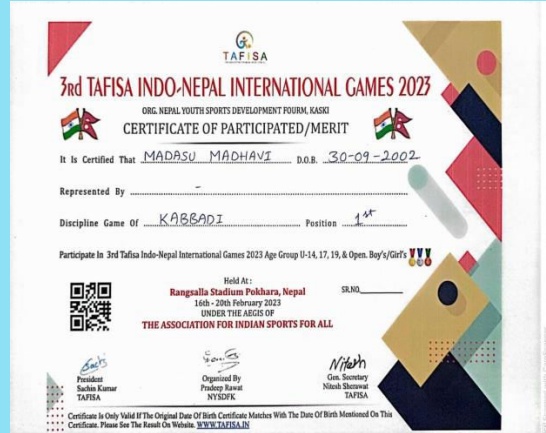 TAFISA
3rd TAFISA INDO-NEPAL INTERNATIONAL GAMES 2023
ORG. NEPAL YOUTH SPORTS DEVELOPMENT FOURM, KASKI
CERTIFICATE OF PARTICIPATED/MERIT
It Is Certified That MADASU MADHAVI D.O.B. 30-09-2002
Represented By -
Discipline Game Of KABBADI Position 1st
Participate In 3rd Tafisa Indo-Nepal International Games 2023 Age Group U-14, 17, 19, & Open. Boy's/Girl's
Held At :
Rangsalla Stadium Pokhara, Nepal
SR.NO.
16th - 20th February 2023
UNDER THE AEGIS OF
THE ASSOCIATION FOR INDIAN SPORTS FOR ALL
Sachi
Nitesh
President
Sachin Kumar
TAFISA
Organized By
Pradeep Rawat
NYSDFK
Gen. Secretary
Nitesh Sherawat
TAFISA
Certificate Is Only Valid If The Original Date Of Birth Certificate Matches With The Date Of Birth Mentioned On This
Certificate. Please See The Result On Website. WWW.TAFISA.IN